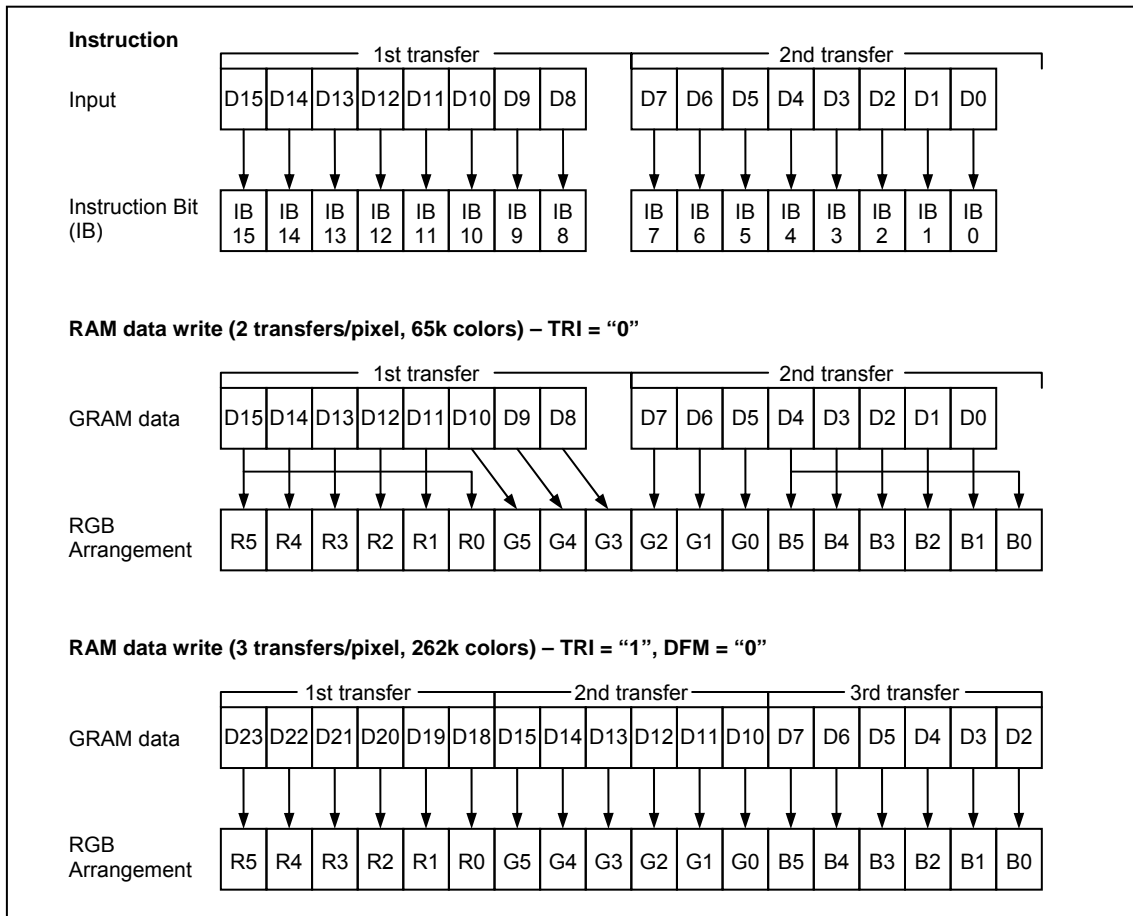 Instruction
1st transfer 2nd transfer
Input D15 D14 D13 D12 D11 D10 D9 D8 D7 D6 D5 D4 D3 D2 D1 D0
Instruction Bit IB IB IB IB IB IB IB IB IB IB IB IB IB IB IB IB
(IB) 15 14 13 12 11 10 9 8 7 6 5 4 3 2 1 0
RAM data write (2 transfers/pixel, 65k colors) – TRI = “0”
1st transfer 2nd transfer
GRAM data D15 D14 D13 D12 D11 D10 D9 D8 D7 D6 D5 D4 D3 D2 D1 D0
RGB
Arrangement R5 R4 R3 R2 R1 R0 G5 G4 G3 G2 G1 G0 B5 B4 B3 B2 B1 B0
RAM data write (3 transfers/pixel, 262k colors) – TRI = “1”, DFM = “0”
1st transfer 2nd transfer 3rd transfer
GRAM data D23 D22 D21 D20 D19 D18 D15 D14 D13 D12 D11 D10 D7 D6 D5 D4 D3 D2
RGB
Arrangement R5 R4 R3 R2 R1 R0 G5 G4 G3 G2 G1 G0 B5 B4 B3 B2 B1 B0